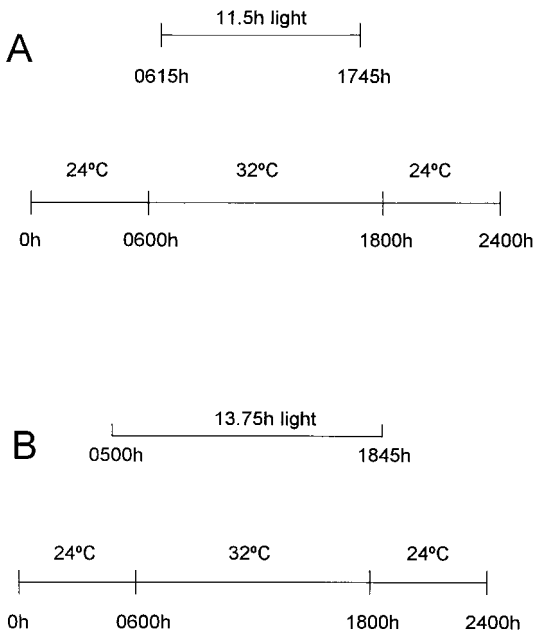 11.5h light
A
0615h 1745h
24ºC 32ºC 24ºC
0h 0600h 1800h 2400h
13.75h light
B
0500h 1845h
24ºC 32ºC 24ºC
0h 0600h 1800h 2400h